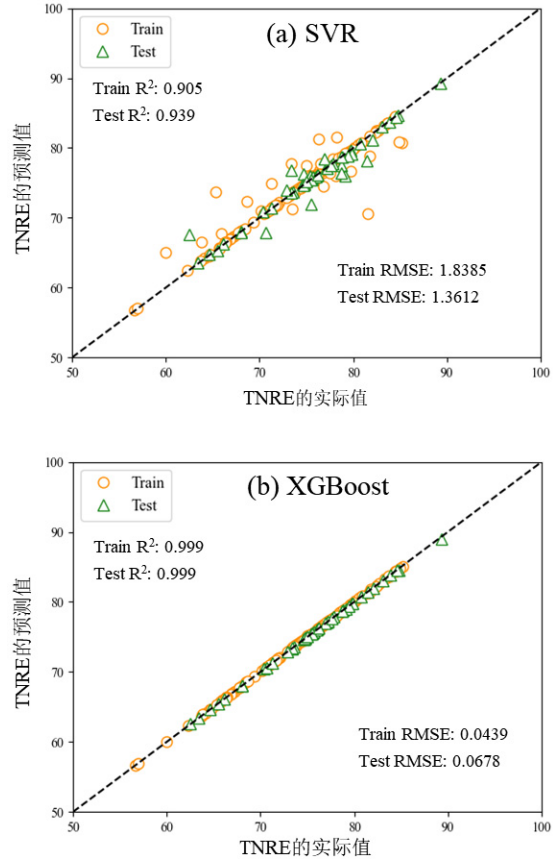 (a) SVR
Train
Test
Train R²: 0.905
Test R²: 0.939
Train RMSE: 1.8385
Test RMSE: 1.3612
100
90
80
70
60
50
TNRE的预测值
50
60
70
80
90
100
TNRE的实际值
(b) XGBoost
Train
Test
Train R²: 0.999
Test R²: 0.999
Train RMSE: 0.0439
Test RMSE: 0.0678
100
90
80
70
60
50
TNRE的预测值
50
60
70
80
90
100
TNRE的实际值